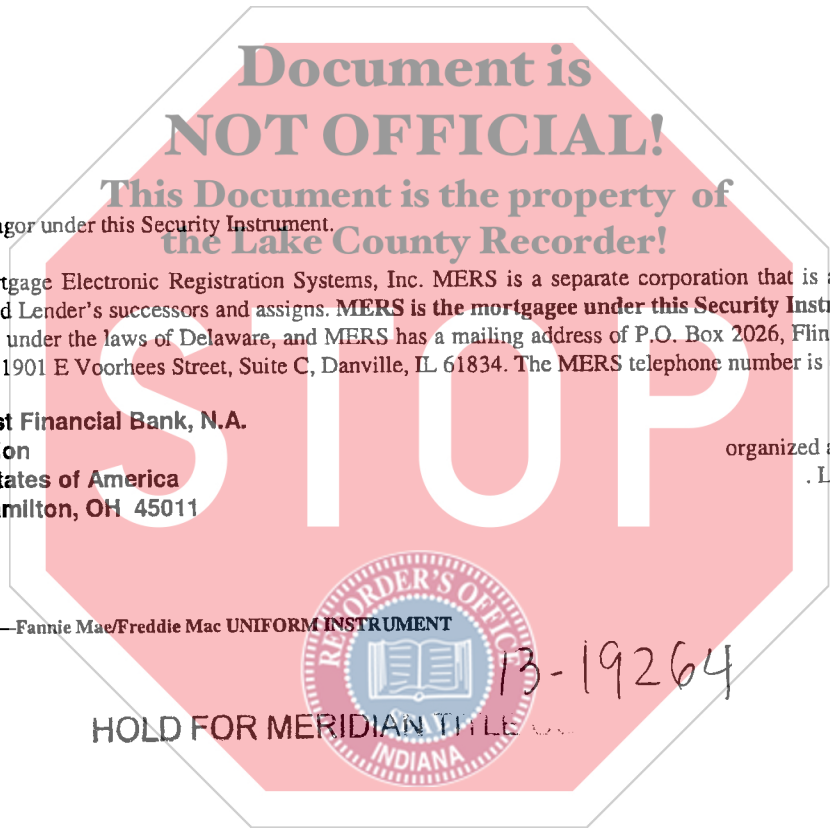 Document is
NOT OFFICIAL!
This Document is the property of
the Lake County Recorder!
agor under this Security Instrument.
tgage Electronic Registration Systems, Inc. MERS is a separate corporation that is a
d Lender's successors and assigns. MERS is the mortgagee under this Security Instr
under the laws of Delaware, and MERS has a mailing address of P.O. Box 2026, Flin
1901 E Voorhees Street, Suite C, Danville, IL 61834. The MERS telephone number is
STOP
st Financial Bank, N.A.
ion
organized a
tates of America
. L
milton, OH 45011
RECORDER'S OFFICE
—Fannie Mae/Freddie Mac UNIFORM INSTRUMENT
13-19264
HOLD FOR MERIDIAN TITLE
INDIANA